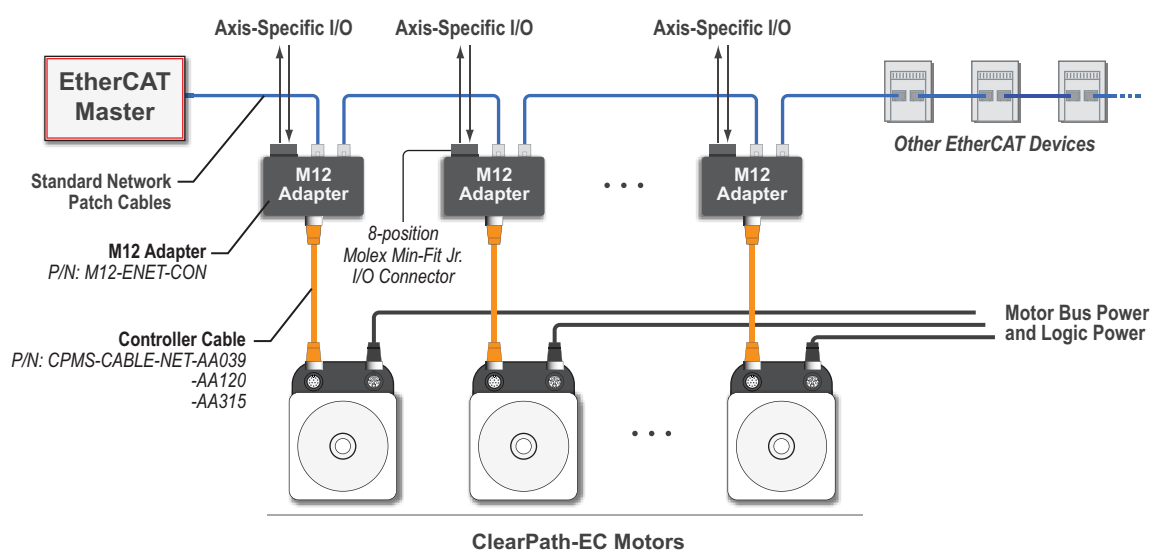 Axis-Specific I/O
Axis-Specific I/O
Axis-Specific I/O
EtherCAT
Master
Other EtherCAT Devices
Standard Network
Patch Cables
M12
Adapter
M12
Adapter
M12
Adapter
• • •
M12 Adapter
P/N: M12-ENET-CON
8-position
Molex Min-Fit Jr.
I/O Connector
Motor Bus Power
and Logic Power
Controller Cable
P/N: CPMS-CABLE-NET-AA039
-AA120
-AA315
• • •
ClearPath-EC Motors